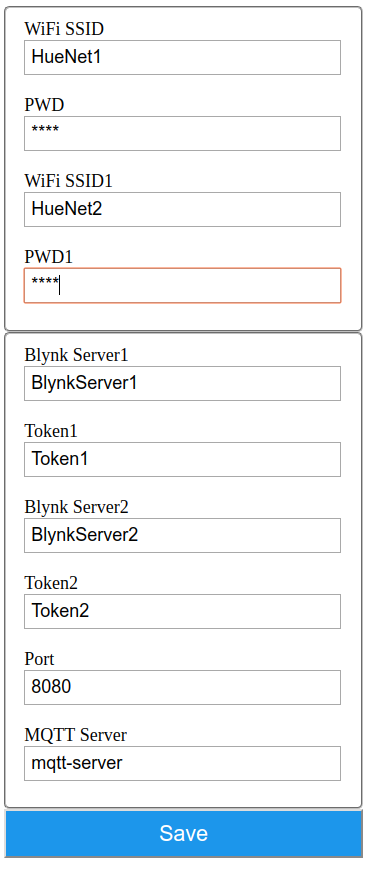 WiFi SSID
HueNet1
PWD
****
WiFi SSID1
HueNet2
PWD1
****
Blynk Server1
BlynkServer1
Token1
Token1
Blynk Server2
BlynkServer2
Token2
Token2
Port
8080
MQTT Server
mqtt-server
Save